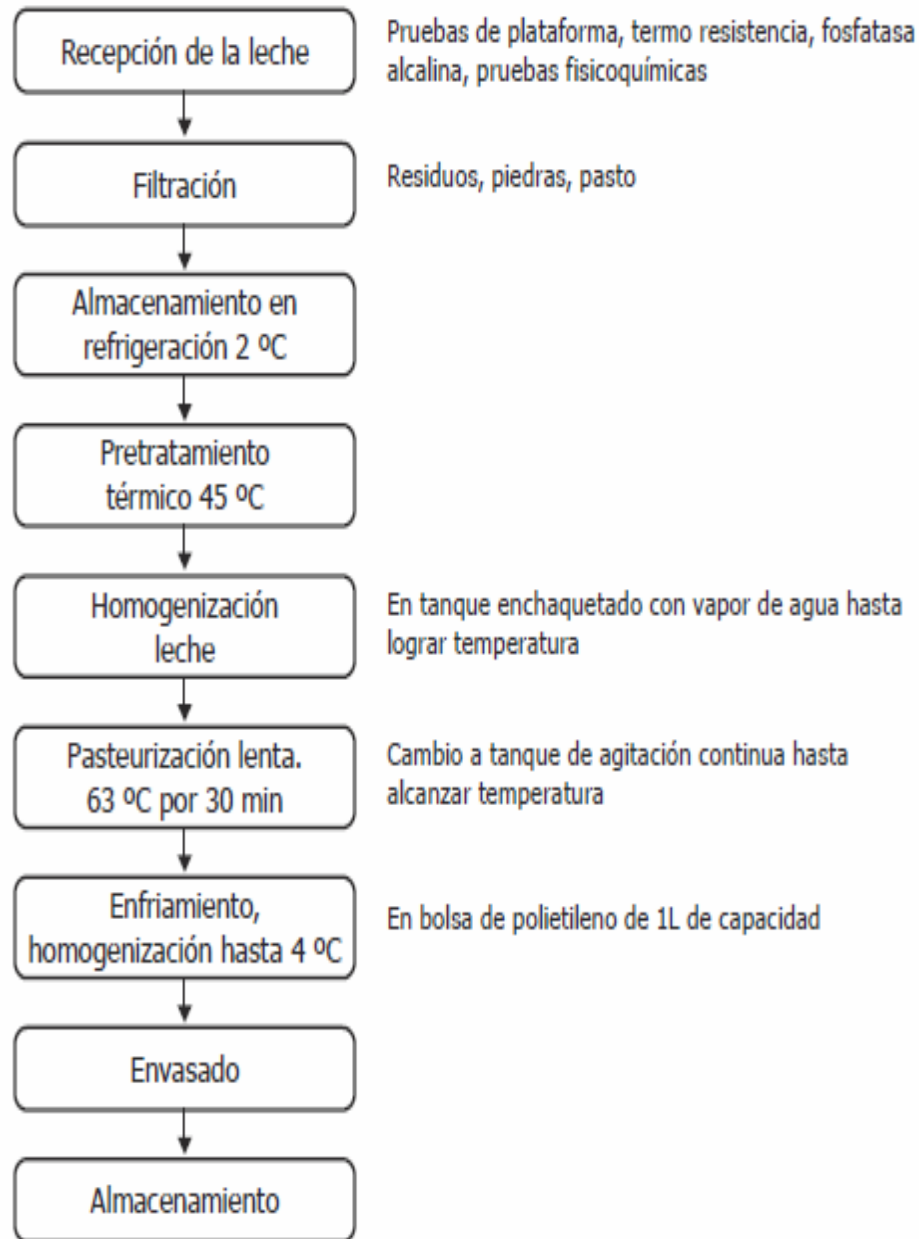 Recepción de la leche
Pruebas de plataforma, termo resistencia, fosfatasa
alcalina, pruebas fisicoquímicas
Filtración
Residuos, piedras, pasto
Almacenamiento en
refrigeración 2 ºC
Pretratamiento
térmico 45 ºC
Homogenización
leche
En tanque enchaquetado con vapor de agua hasta
lograr temperatura
Pasteurización lenta.
63 ºC por 30 min
Cambio a tanque de agitación continua hasta
alcanzar temperatura
Enfriamiento,
homogenización hasta 4 ºC
En bolsa de polietileno de 1L de capacidad
Envasado
Almacenamiento